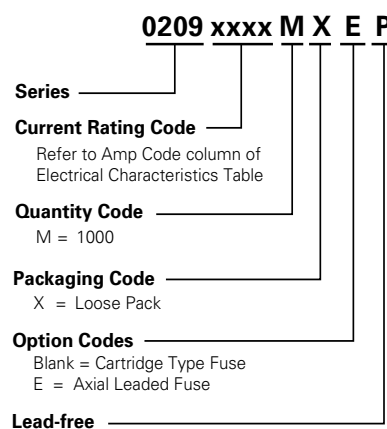 0209 xxxx M X E P
Series
Current Rating Code
Refer to Amp Code column of
Electrical Characteristics Table
Quantity Code
M = 1000
Packaging Code
X = Loose Pack
Option Codes
Blank = Cartridge Type Fuse
E = Axial Leaded Fuse
Lead-free